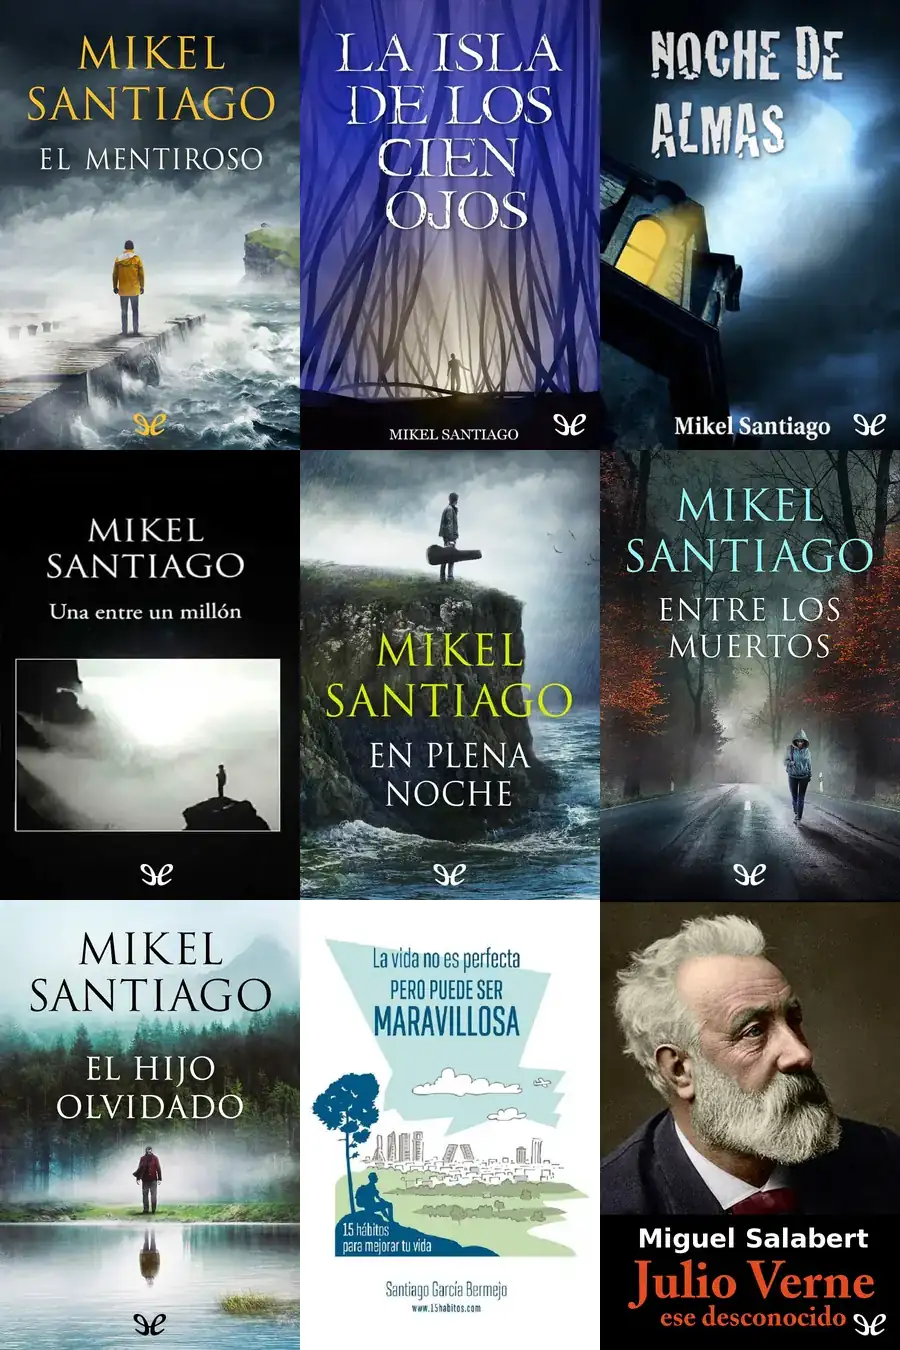 MIKEL
SANTIAGO
EL MENTIROSO
LA ISLA
DE LOS
CIEN
OJOS
MIKEL SANTIAGO
NOCHE DE
ALMAS
Mikel Santiago
MIKEL
SANTIAGO
Una entre un millón
MIKEL
SANTIAGO
EN PLENA
NOCHE
MIKEL
SANTIAGO
ENTRE LOS
MUERTOS
MIKEL
SANTIAGO
EL HIJO
OLVIDADO
La vida no es perfecta
PERO PUEDE SER
MARAVILLOSA
15 hábitos
para mejorar tu vida
Santiago García Bermejo
www.15habitos.com
Miguel Salabert
Julio Verne
ese desconocido